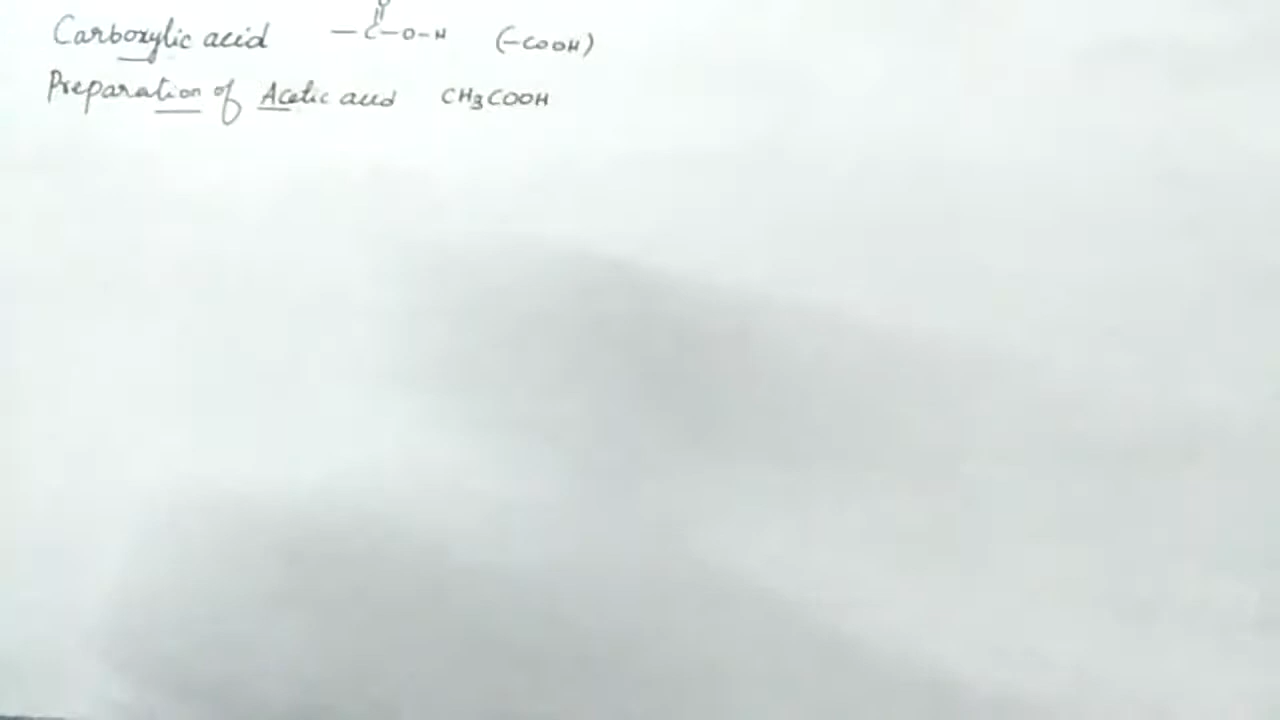 Carboxylic acid —C–O–H (–COOH)
Preparation of Acetic acid CH3COOH